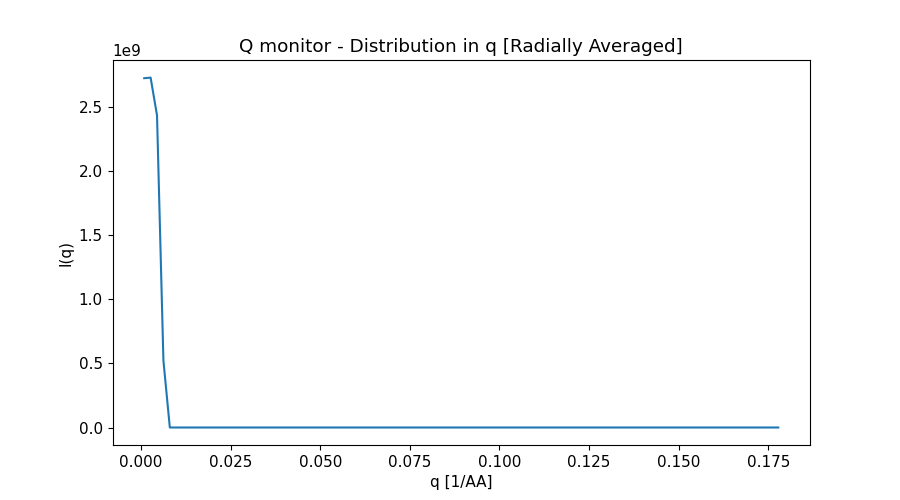 Q monitor - Distribution in q [Radially Averaged]
1e9
2.5
2.0
1.5
1.0
0.5
0.0
I(q)
0.000 0.025 0.050 0.075 0.100 0.125 0.150 0.175
q [1/AA]